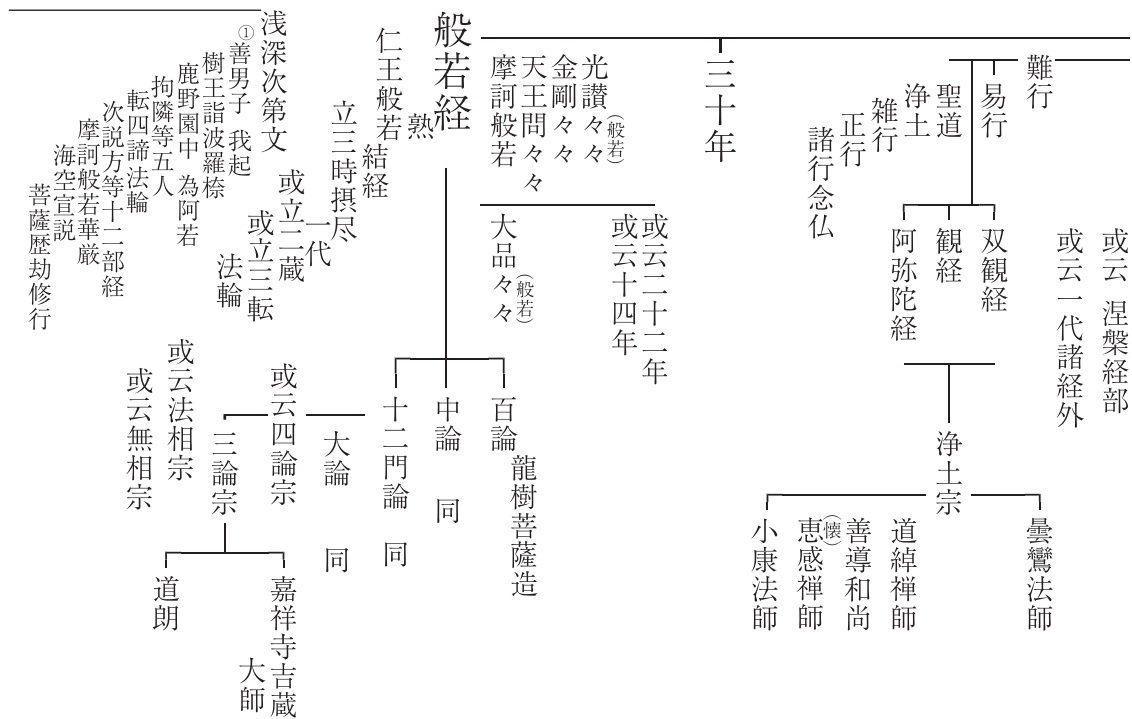 或云　涅槃経部
或云一代諸経外
難行
易行
聖道
浄土
雑行
正行
諸行念仏
双観経
観経
阿弥陀経
浄土宗
曇鸞法師
道綽禅師
善導和尚
恵(懐)感禅師
小康法師
三十年
或云二十二年
或云十四年
光讃々々(般若)
金剛々々
天王問々々
摩訶般若
大品々々(般若)
般若経
仁王般若
熟
結経
百論　龍樹菩薩造
中論　同
十二門論　同
大論　同
或云四論宗
三論宗
或云法相宗
或云無相宗
嘉祥寺吉蔵
大師
道朗
立三時摂尽
一代
或立二蔵
或立三転
法輪
浅深次第文
①善男子　我起
樹王詣波羅㮈
鹿野園中　為阿若
拘隣等五人
転四諦法輪
次説方等十二部経
摩訶般若華厳
海空宣説
菩薩歴劫修行